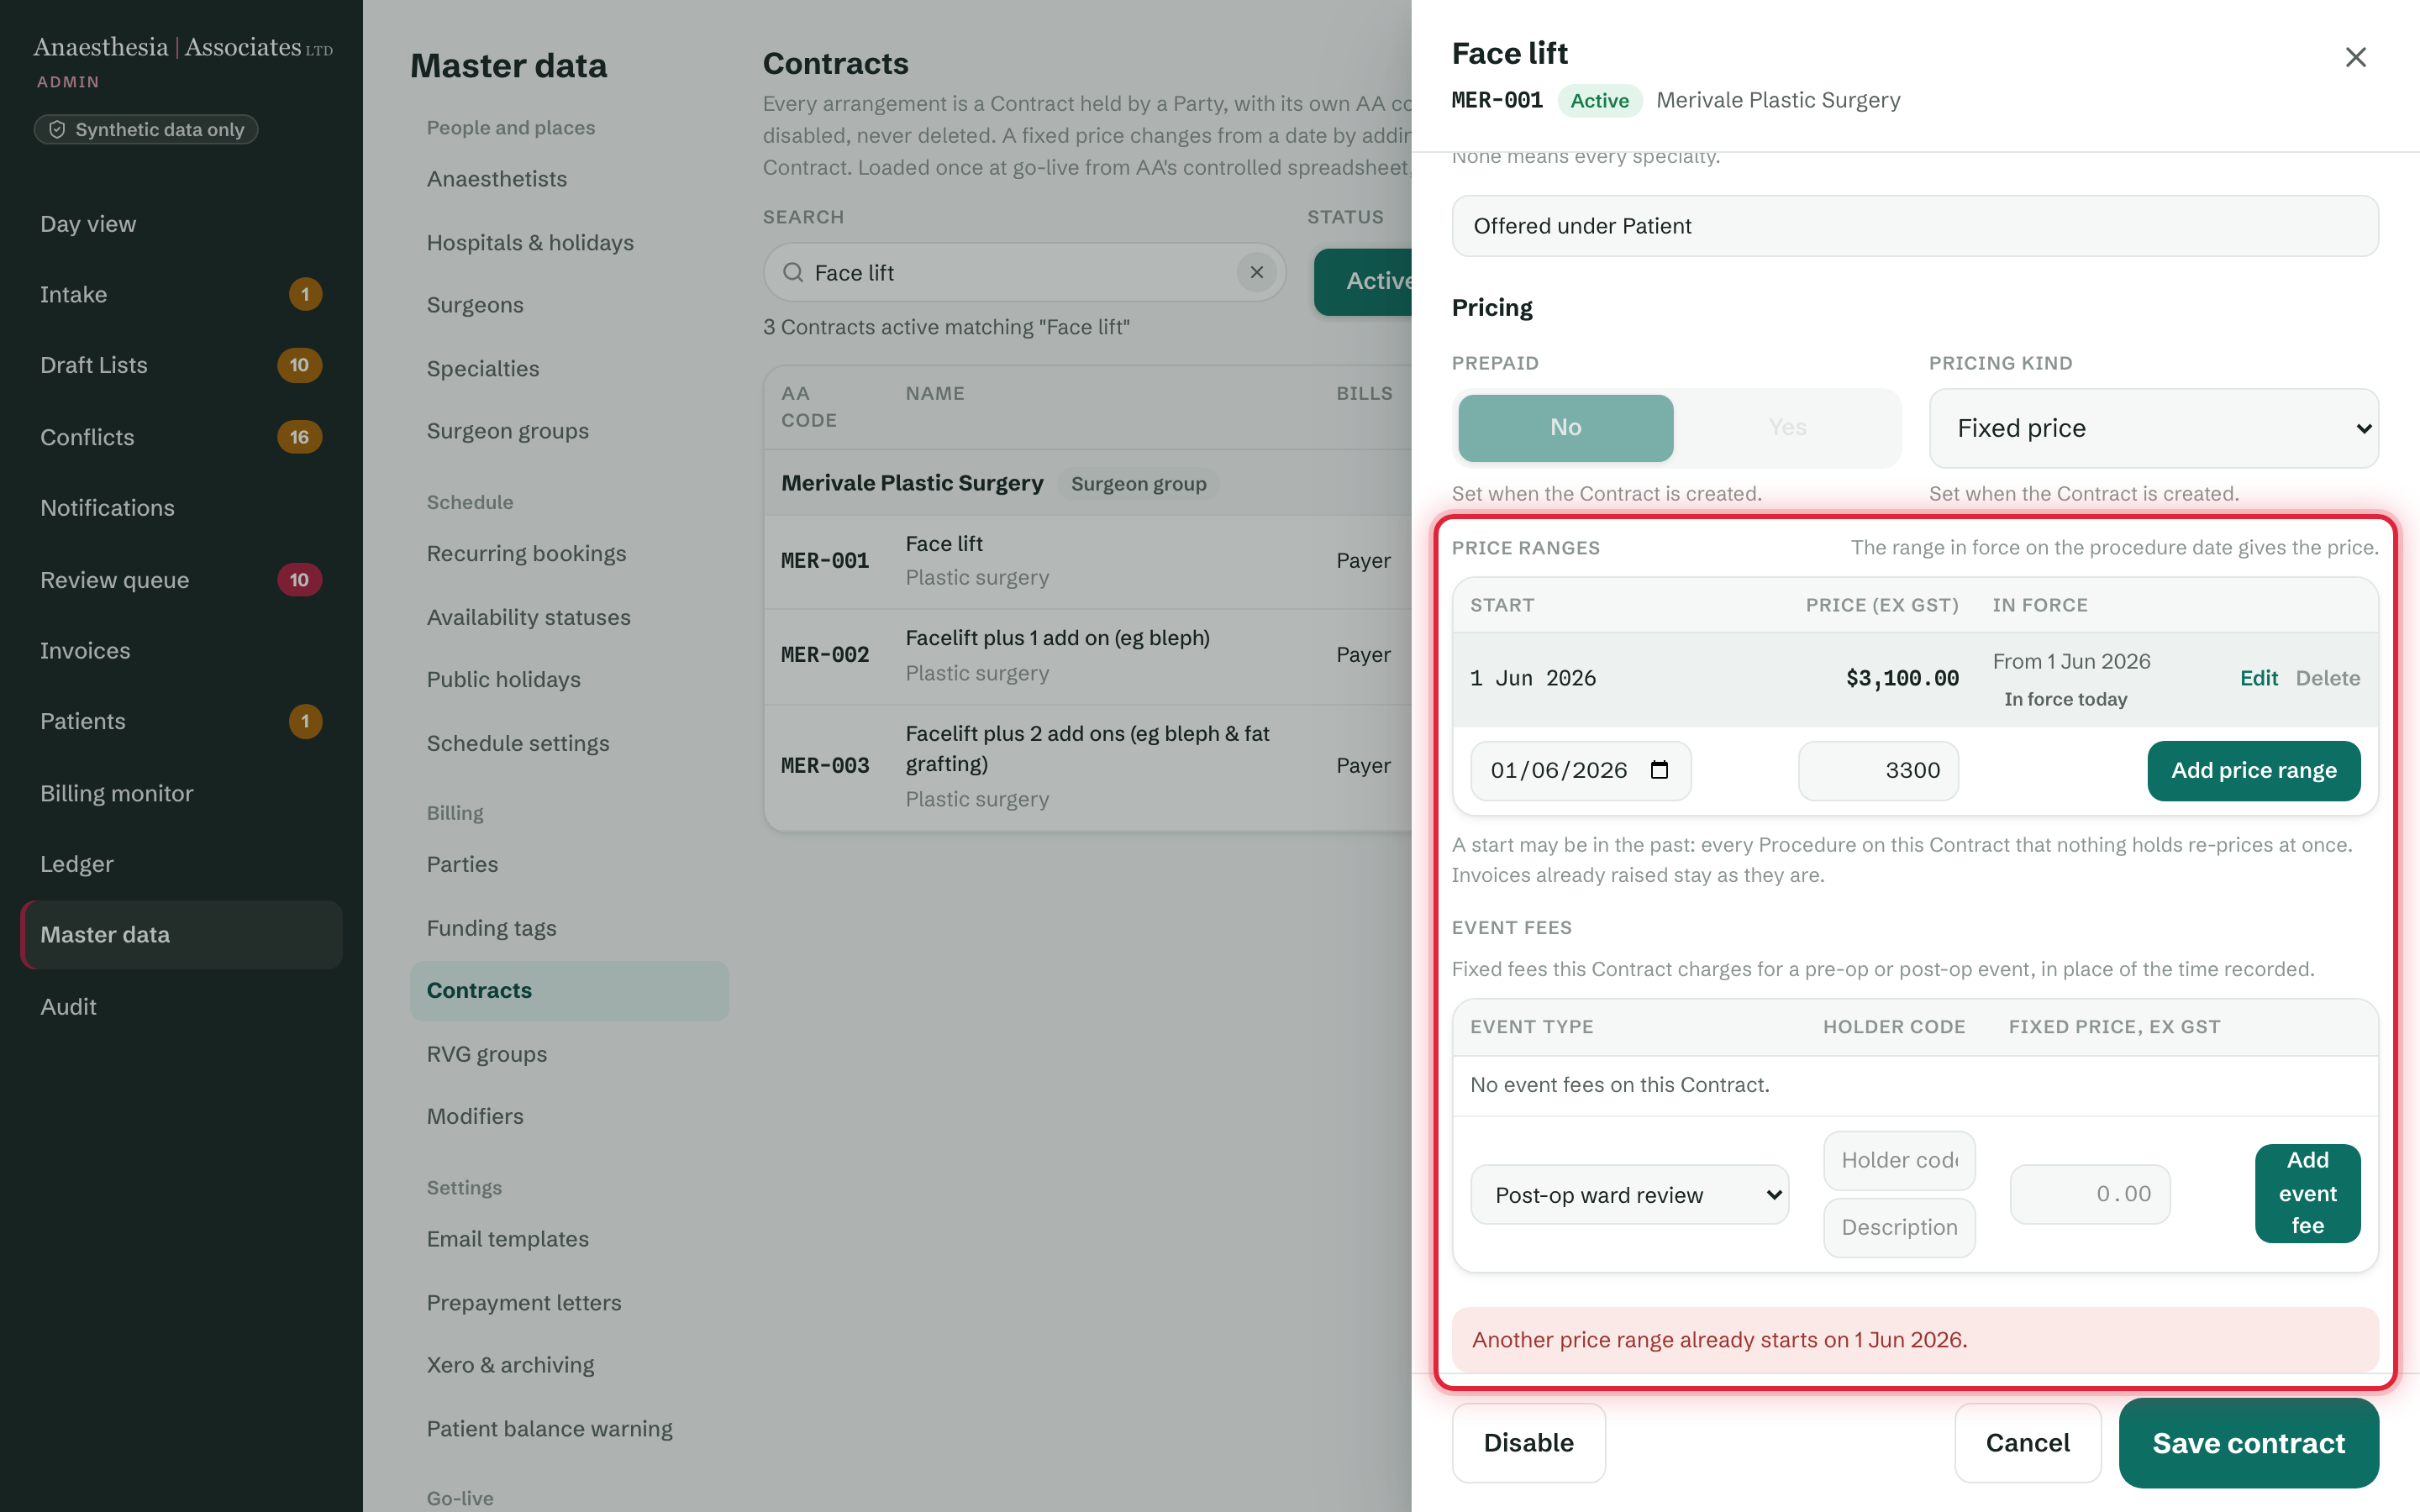 Anaesthesia | Associates LTD
ADMIN
Synthetic data only
Day view
Intake 1
Draft Lists 10
Conflicts 16
Notifications
Review queue 10
Invoices
Patients 1
Billing monitor
Ledger
Master data
Audit
Master data
People and places
Anaesthetists
Hospitals & holidays
Surgeons
Specialties
Surgeon groups
Schedule
Recurring bookings
Availability statuses
Public holidays
Schedule settings
Billing
Parties
Funding tags
Contracts
RVG groups
Modifiers
Settings
Email templates
Prepayment letters
Xero & archiving
Patient balance warning
Go-live
Contracts
Every arrangement is a Contract held by a Party, with its own AA co
disabled, never deleted. A fixed price changes from a date by addin
Contract. Loaded once at go-live from AA's controlled spreadsheet,
SEARCH STATUS
Face lift Active
3 Contracts active matching "Face lift"
AA CODE NAME BILLS
Merivale Plastic Surgery Surgeon group
MER-001 Face lift Payer
Plastic surgery
MER-002 Facelift plus 1 add on (eg bleph) Payer
Plastic surgery
MER-003 Facelift plus 2 add ons (eg bleph & fat
grafting) Payer
Plastic surgery
Face lift
MER-001 Active Merivale Plastic Surgery
None means every specialty.
Offered under Patient
Pricing
PREPAID PRICING KIND
No Yes Fixed price
Set when the Contract is created. Set when the Contract is created.
PRICE RANGES The range in force on the procedure date gives the price.
START PRICE (EX GST) IN FORCE
1 Jun 2026 $3,100.00 From 1 Jun 2026 Edit Delete
In force today
01/06/2026 3300 Add price range
A start may be in the past: every Procedure on this Contract that nothing holds re-prices at once.
Invoices already raised stay as they are.
EVENT FEES
Fixed fees this Contract charges for a pre-op or post-op event, in place of the time recorded.
EVENT TYPE HOLDER CODE FIXED PRICE, EX GST
No event fees on this Contract.
Post-op ward review Holder code 0.00 Add event fee
Description
Another price range already starts on 1 Jun 2026.
Disable Cancel Save contract